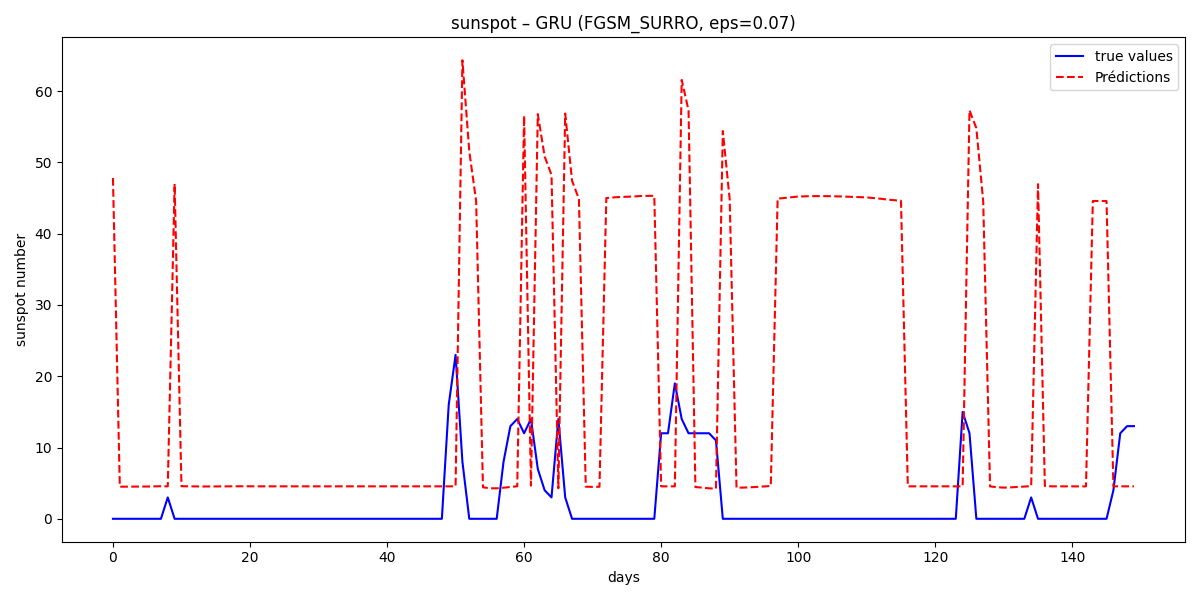 sunspot – GRU (FGSM_SURRO, eps=0.07)
true values
Prédictions
sunspot number
60
50
40
30
20
10
0
0 20 40 60 80 100 120 140
days